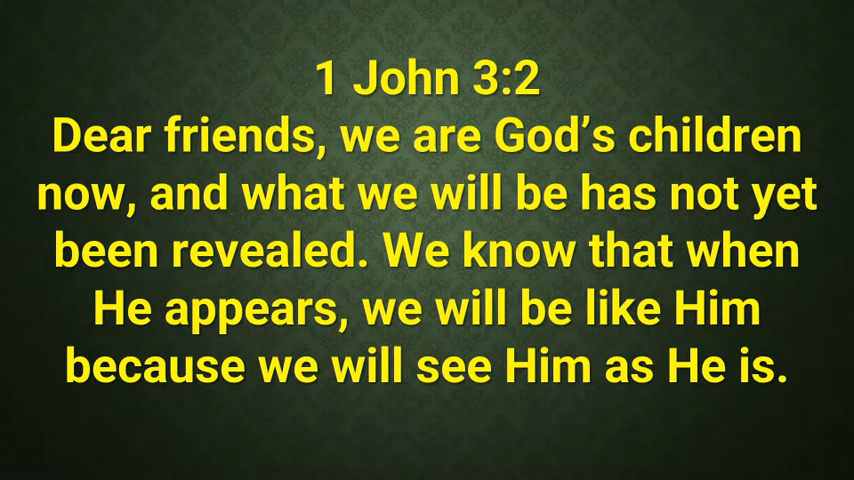 1 John 3:2
Dear friends, we are God’s children
now, and what we will be has not yet
been revealed. We know that when
He appears, we will be like Him
because we will see Him as He is.